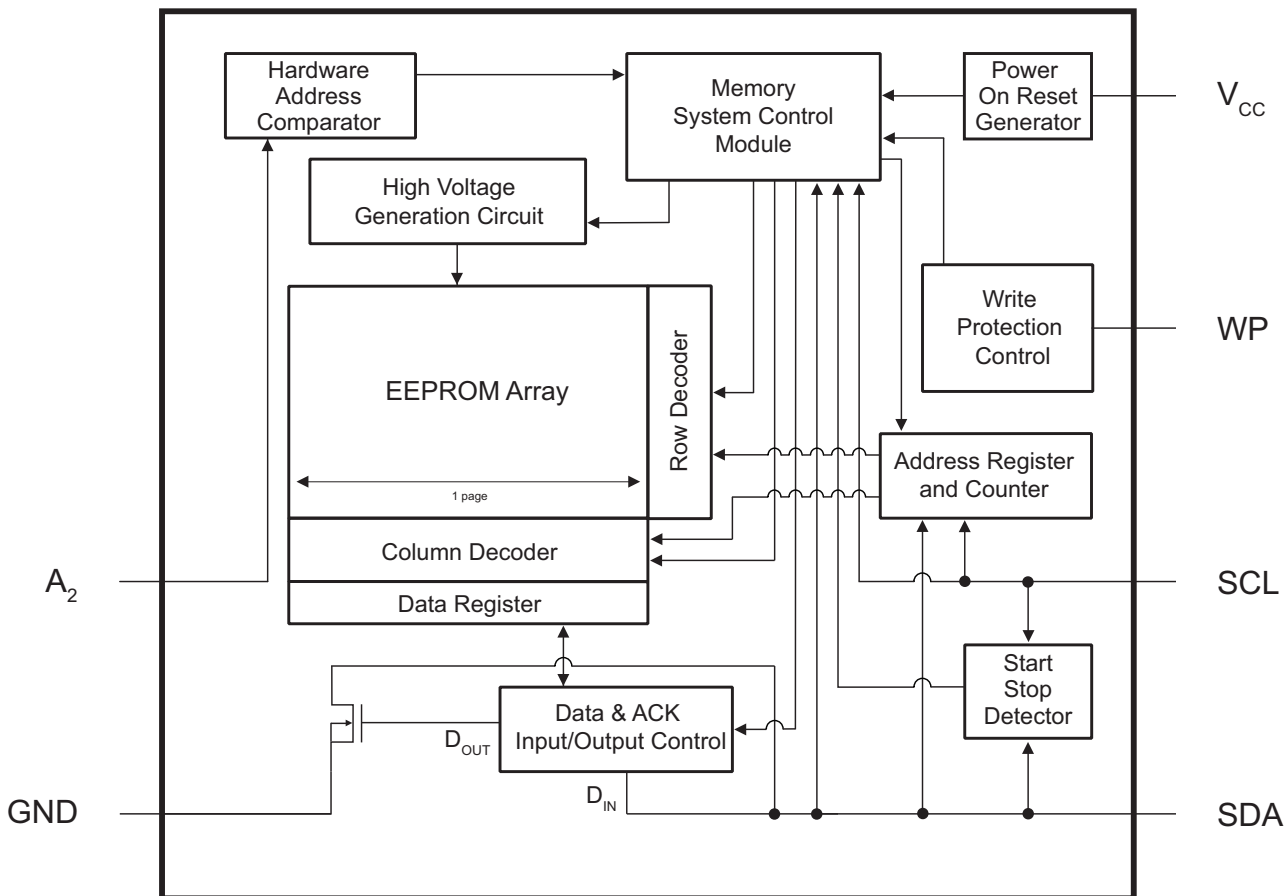 Hardware
Address
Comparator
Memory
System Control
Module
Power
On Reset
Generator
VCC
High Voltage
Generation Circuit
Write
Protection
Control
WP
EEPROM Array
Row Decoder
1 page
Address Register
and Counter
Column Decoder
A2
SCL
Data Register
Start
Stop
Detector
Data & ACK
Input/Output Control
DOUT
DIN
GND
SDA